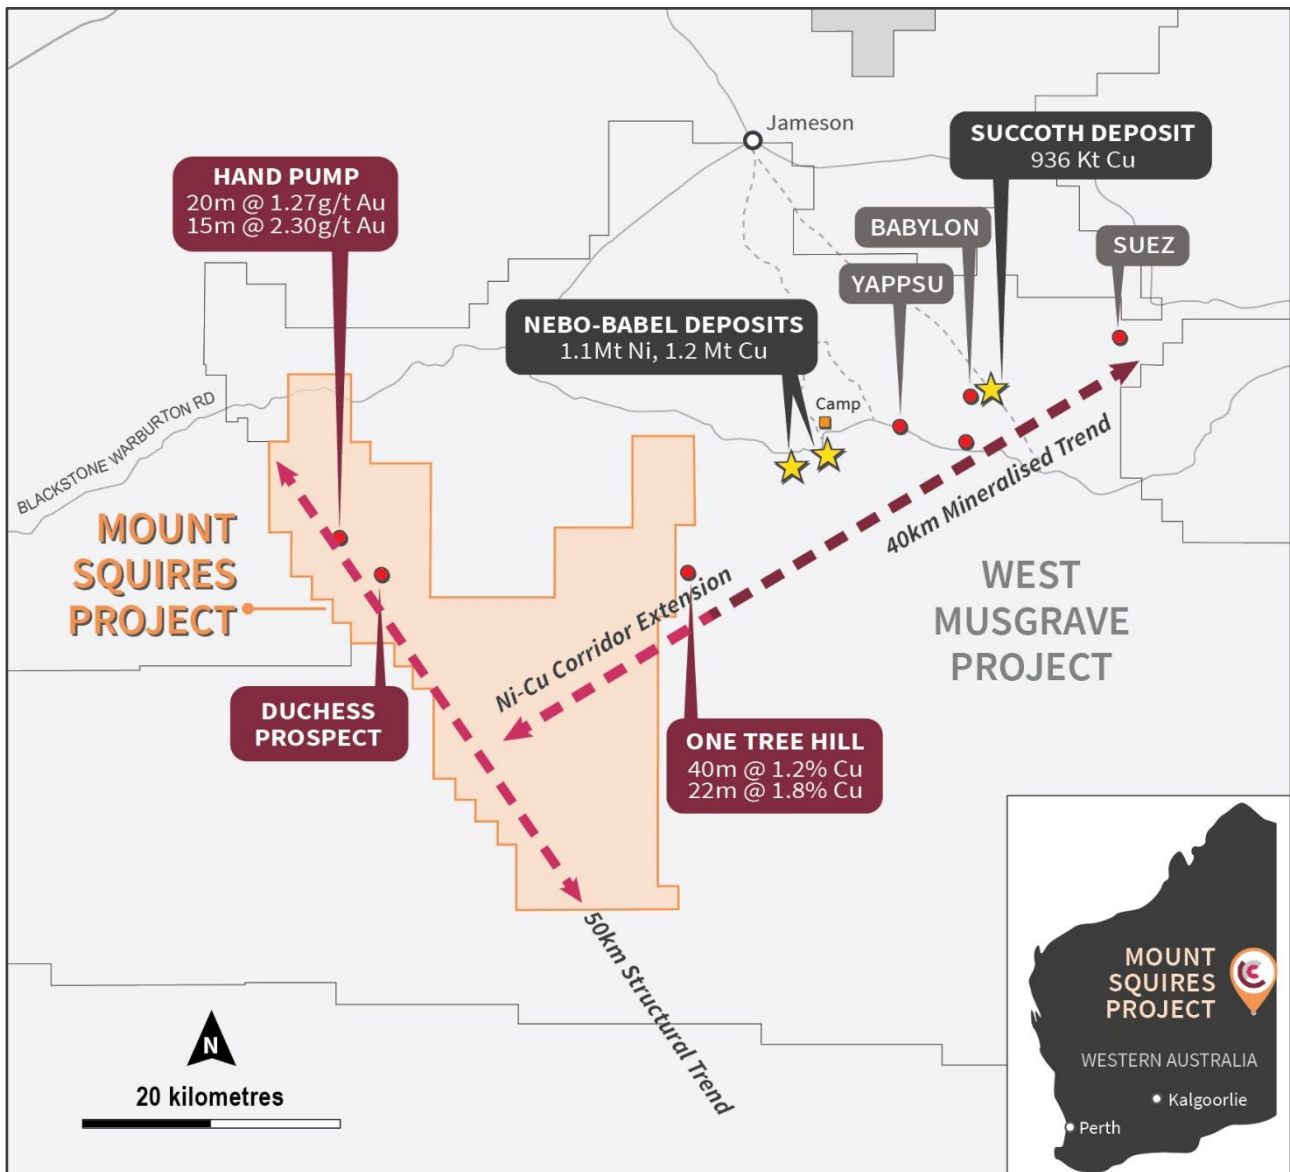 Jameson
SUCCOTH DEPOSIT
936 Kt Cu
HAND PUMP
20m @ 1.27g/t Au
15m @ 2.30g/t Au
BABYLON
SUEZ
YAPPSU
NEBO-BABEL DEPOSITS
1.1Mt Ni, 1.2 Mt Cu
Camp
BLACKSTONE WARBURTON RD
40km Mineralised Trend
MOUNT
SQUIRES
PROJECT
Ni-Cu Corridor Extension
WEST
MUSGRAVE
PROJECT
DUCHESS
PROSPECT
ONE TREE HILL
40m @ 1.2% Cu
22m @ 1.8% Cu
50km Structural Trend
N
20 kilometres
MOUNT
SQUIRES
PROJECT
WESTERN AUSTRALIA
Kalgoorlie
Perth